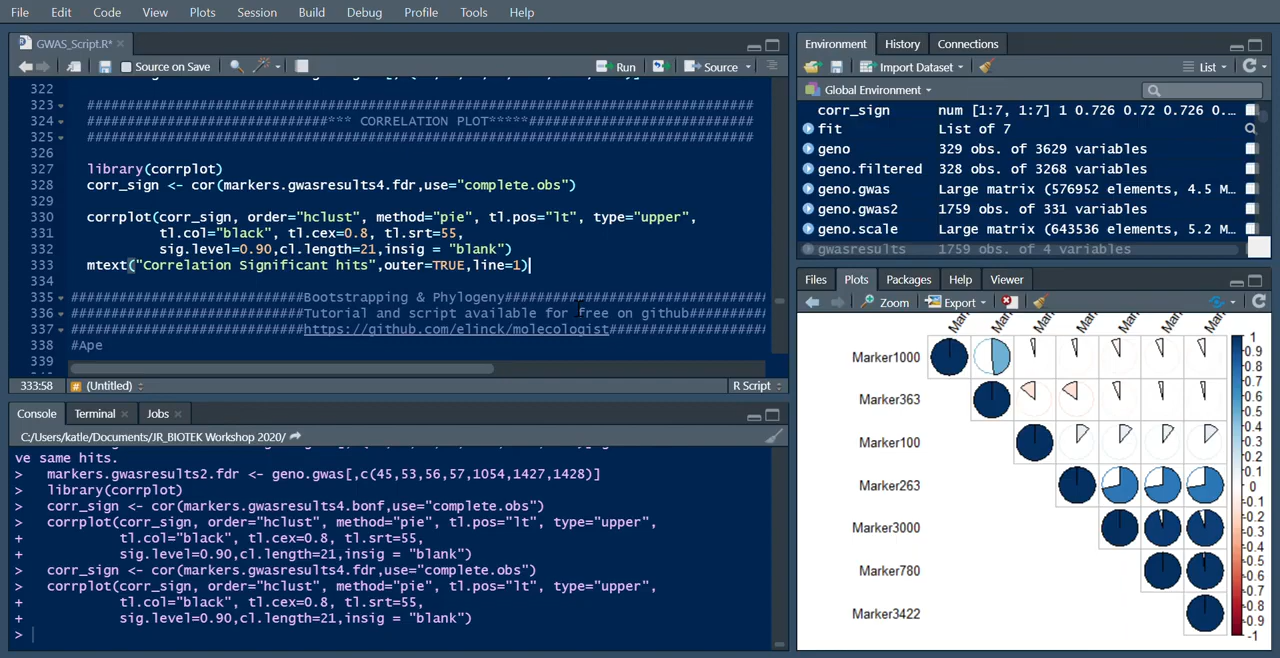 File Edit Code View Plots Session Build Debug Profile Tools Help
GWAS_Script.R*
Source on Save Run Source
322
323 ###################################################################################
324 ##############################*** CORRELATION PLOT*****############################
325 ###################################################################################
326
327 library(corrplot)
328 corr_sign <- cor(markers.gwasresults4.fdr,use="complete.obs")
329
330 corrplot(corr_sign, order="hclust", method="pie", tl.pos="lt", type="upper",
231 tl.col="black", tl.cex=0.8, tl.srt=55,
332 sig.level=0.90,cl.length=21,insig = "blank")
333 mtext("Correlation Significant hits",outer=TRUE,line=1)
334
335 #############################Bootstrapping & Phylogeny#################################
336 #############################Tutorial and script available for free on github##########
337 #############################https://github.com/elinck/molecologist####################
338 #Ape
339
333:58 # (Untitled) R Script
Console Terminal Jobs
C:/Users/katle/Documents/JR_BIOTEK Workshop 2020/
ve same hits.
> markers.gwasresults2.fdr <- geno.gwas[,c(45,53,56,57,1054,1427,1428)]
> library(corrplot)
> corr_sign <- cor(markers.gwasresults4.bonf,use="complete.obs")
> corrplot(corr_sign, order="hclust", method="pie", tl.pos="lt", type="upper",
+ tl.col="black", tl.cex=0.8, tl.srt=55,
+ sig.level=0.90,cl.length=21,insig = "blank")
> corr_sign <- cor(markers.gwasresults4.fdr,use="complete.obs")
> corrplot(corr_sign, order="hclust", method="pie", tl.pos="lt", type="upper",
+ tl.col="black", tl.cex=0.8, tl.srt=55,
+ sig.level=0.90,cl.length=21,insig = "blank")
>
Environment History Connections
Import Dataset List
Global Environment
corr_sign num [1:7, 1:7] 1 0.726 0.72 0.726 0...
fit List of 7
geno 329 obs. of 3629 variables
geno.filtered 328 obs. of 3268 variables
geno.gwas Large matrix (576952 elements, 4.5 M...
geno.gwas2 1759 obs. of 331 variables
geno.scale Large matrix (643536 elements, 5.2 M...
gwasresults 1759 obs. of 4 variables
Files Plots Packages Help Viewer
Zoom Export
Marker1000
Marker363
Marker100
Marker263
Marker3000
Marker780
Marker3422
1
0.9
0.8
0.7
0.6
0.5
0.4
0.3
0.2
0.1
0
-0.1
-0.2
-0.3
-0.4
-0.5
-0.6
-0.7
-0.8
-0.9
-1